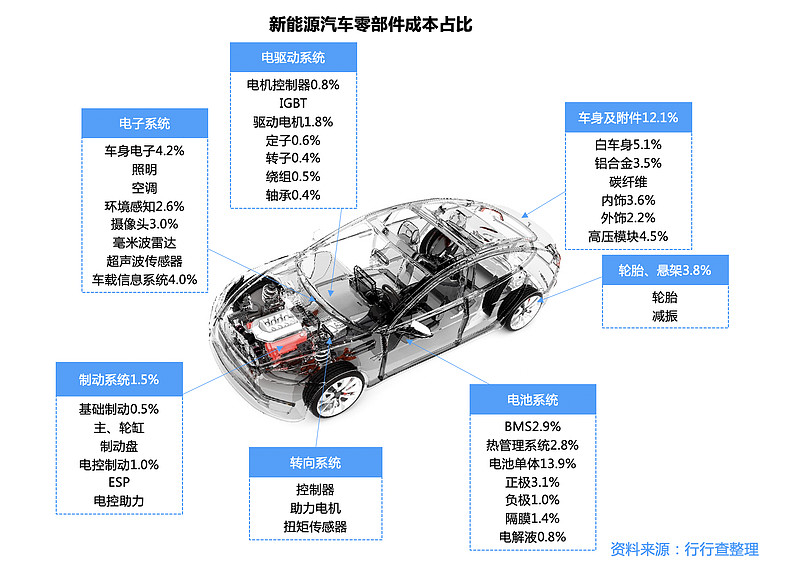 新能源汽车零部件成本占比
电驱动系统
电机控制器0.8%
IGBT
驱动电机1.8%
定子0.6%
转子0.4%
绕组0.5%
轴承0.4%
电子系统
车身电子4.2%
照明
空调
环境感知2.6%
摄像头3.0%
毫米波雷达
超声波传感器
车载信息系统4.0%
车身及附件12.1%
白车身5.1%
铝合金3.5%
碳纤维
内饰3.6%
外饰2.2%
高压模块4.5%
轮胎、悬架3.8%
轮胎
减振
制动系统1.5%
基础制动0.5%
主、轮缸
制动盘
电控制动1.0%
ESP
电控助力
转向系统
控制器
助力电机
扭矩传感器
电池系统
BMS2.9%
热管理系统2.8%
电池单体13.9%
正极3.1%
负极1.0%
隔膜1.4%
电解液0.8%
资料来源：行行查整理